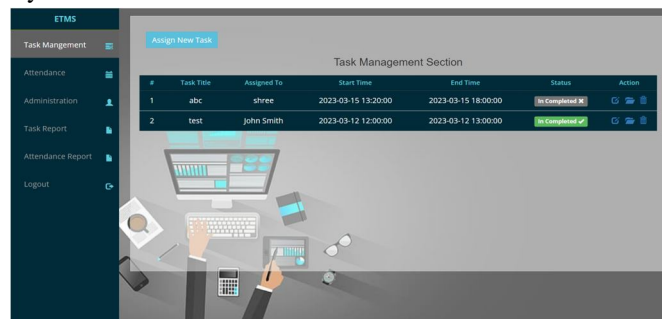 ETMS
Task Mangement
Attendance
Administration
Task Report
Attendance Report
Logout
Assign New Task
Task Management Section
# Task Title Assigned To Start Time End Time Status Action
1 abc shree 2023-03-15 13:20:00 2023-03-15 18:00:00 In Completed ✖
2 test John Smith 2023-03-12 12:00:00 2023-03-12 13:00:00 In Completed ✔